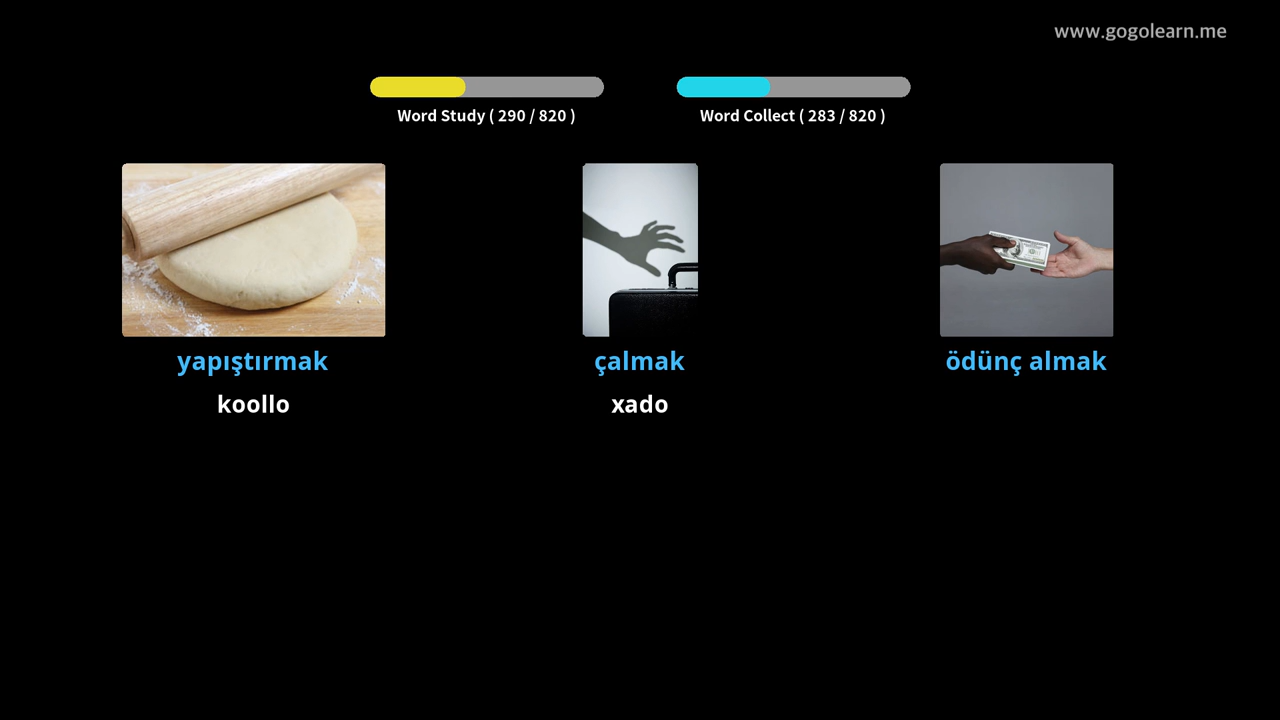 www.gogolearn.me
Word Study ( 290 / 820 )
Word Collect ( 283 / 820 )
yapıştırmak
koollo
çalmak
xado
ödünç almak